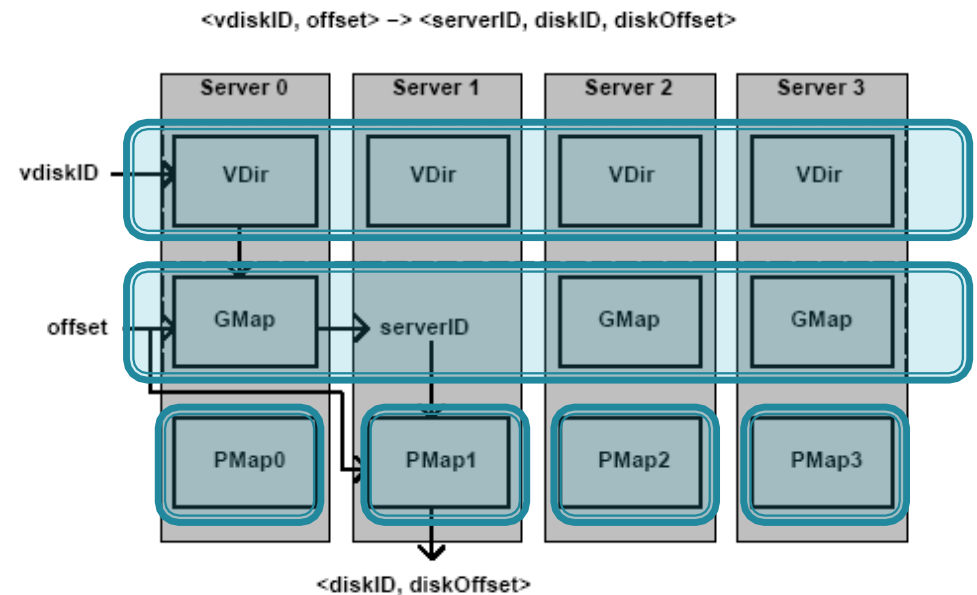 <vdiskID, offset> –> <serverID, diskID, diskOffset>
Server 0 Server 1 Server 2 Server 3
vdiskID VDir VDir VDir VDir
offset GMap serverID GMap GMap
PMap0 PMap1 PMap2 PMap3
<diskID, diskOffset>